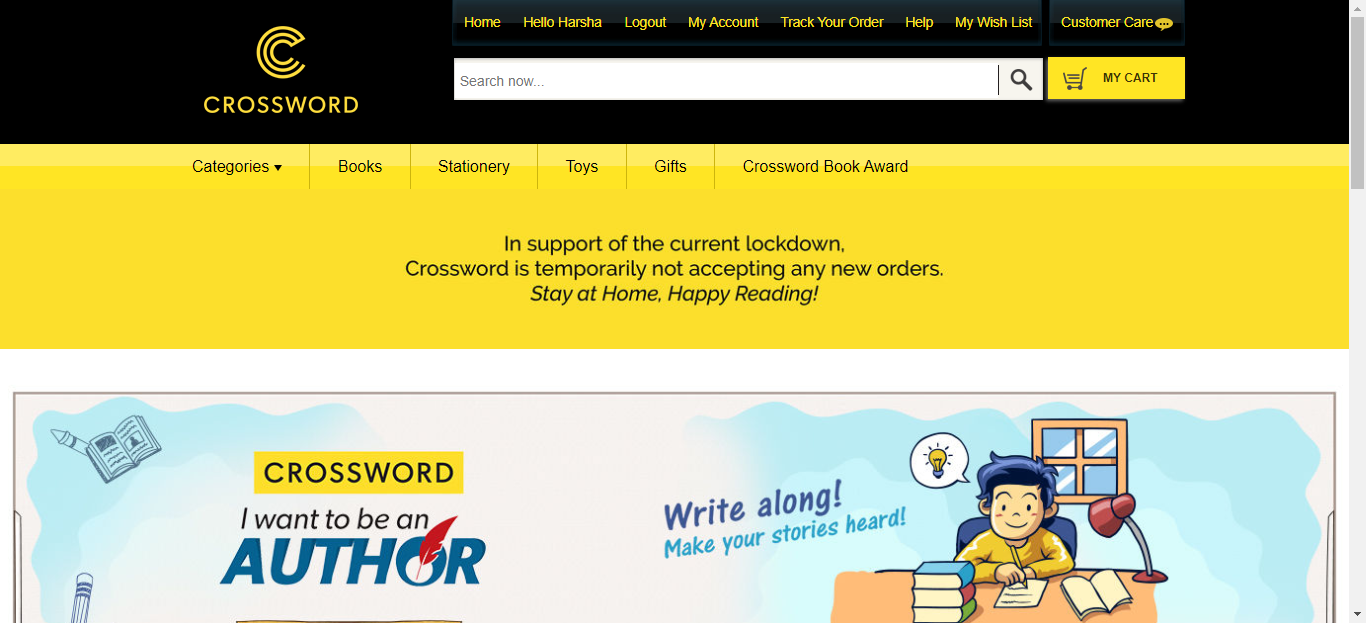 Home Hello Harsha Logout My Account Track Your Order Help My Wish List Customer Care
CROSSWORD
Search now...
MY CART
Categories Books Stationery Toys Gifts Crossword Book Award
In support of the current lockdown,
Crossword is temporarily not accepting any new orders.
Stay at Home, Happy Reading!
CROSSWORD
I want to be an
AUTHOR
Write along!
Make your stories heard!